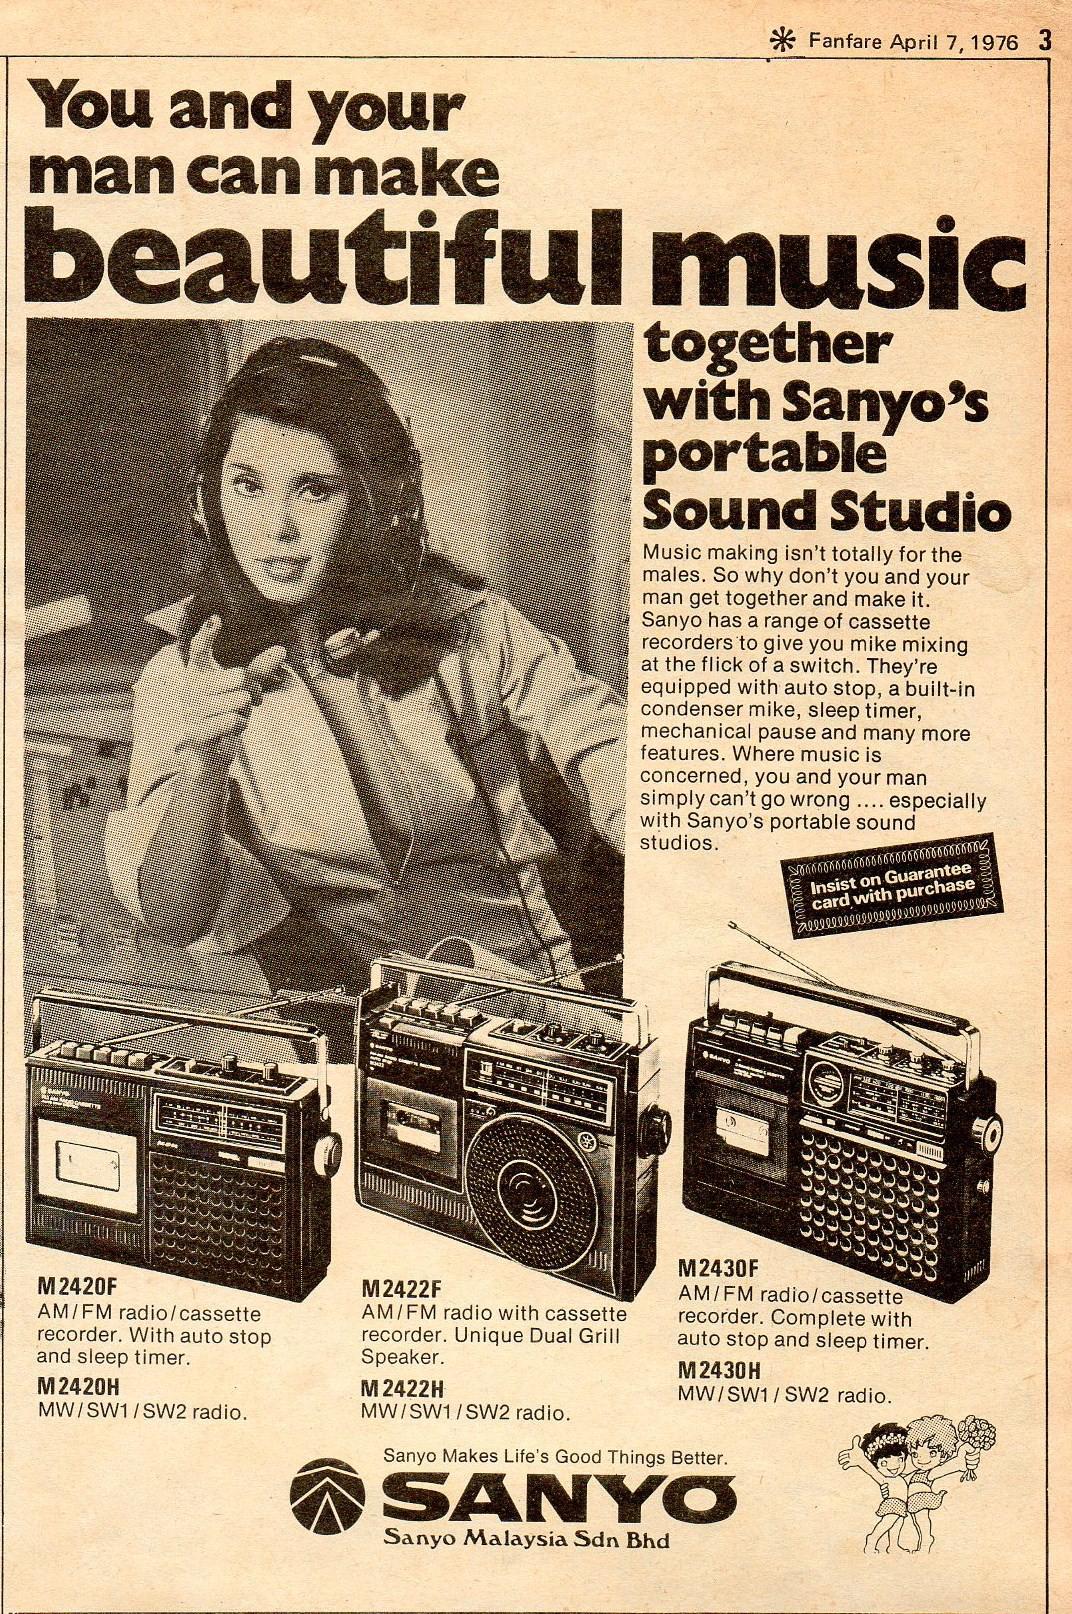 Fanfare April 7, 1976 3
You and your
man can make
beautiful music
together
with Sanyo's
portable
Sound Studio
Music making isn't totally for the
males. So why don't you and your
man get together and make it.
Sanyo has a range of cassette
recorders to give you mike mixing
at the flick of a switch. They're
equipped with auto stop, a built-in
condenser mike, sleep timer,
mechanical pause and many more
features. Where music is
concerned, you and your man
simply can't go wrong .... especially
with Sanyo's portable sound
studios.
Insist on Guarantee
card with purchase
SANYO
M2420F
AM/FM radio/cassette
recorder. With auto stop
and sleep timer.
M2420H
MW/SW1/SW2 radio.
M2422F
AM/FM radio with cassette
recorder. Unique Dual Grill
Speaker.
M2422H
MW/SW1/SW2 radio.
M2430F
AM/FM radio/cassette
recorder. Complete with
auto stop and sleep timer.
M2430H
MW/SW1/SW2 radio.
Sanyo Makes Life's Good Things Better.
SANYO
Sanyo Malaysia Sdn Bhd